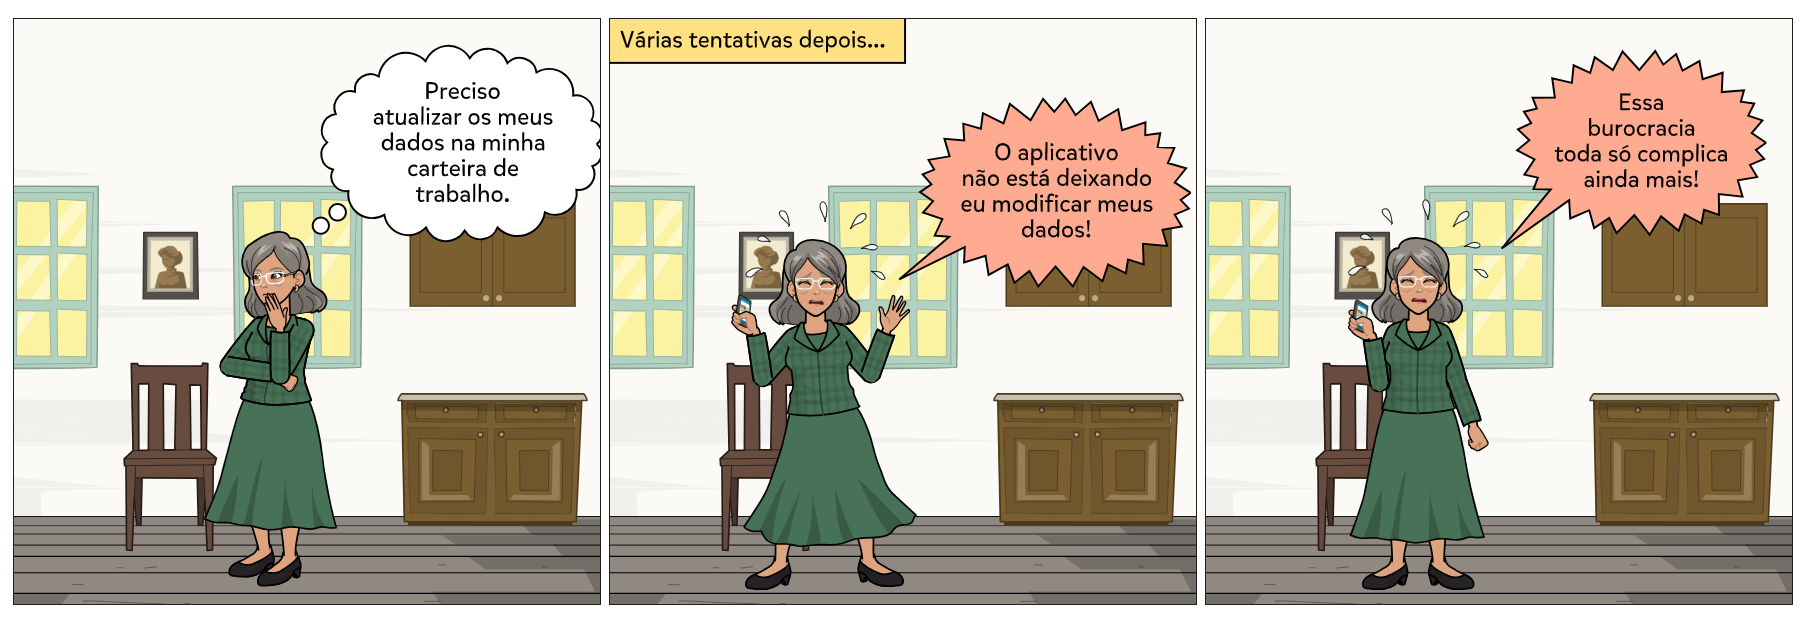 Preciso
atualizar os meus
dados na minha
carteira de
trabalho.
Várias tentativas depois...
O aplicativo
não está deixando
eu modificar meus
dados!
Essa
burocracia
toda só complica
ainda mais!